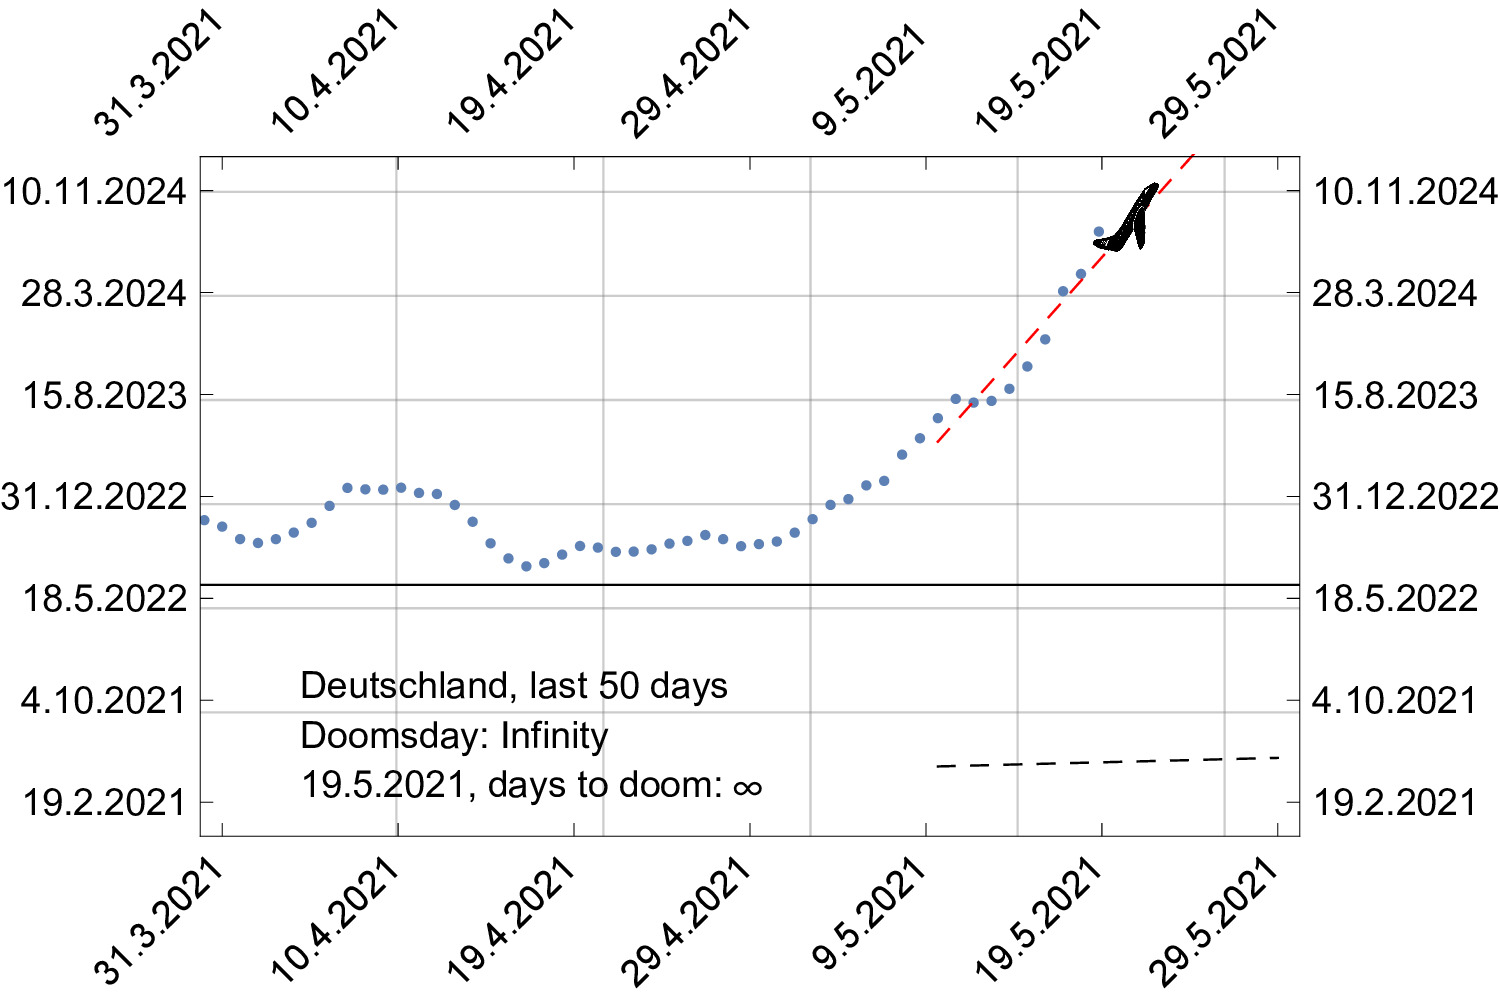 31.3.2021 10.4.2021 19.4.2021 29.4.2021 9.5.2021 19.5.2021 29.5.2021
10.11.2024 10.11.2024
28.3.2024 28.3.2024
15.8.2023 15.8.2023
31.12.2022 31.12.2022
18.5.2022 18.5.2022
Deutschland, last 50 days
4.10.2021 4.10.2021
Doomsday: Infinity
19.5.2021, days to doom: ∞
19.2.2021 19.2.2021
31.3.2021 10.4.2021 19.4.2021 29.4.2021 9.5.2021 19.5.2021 29.5.2021